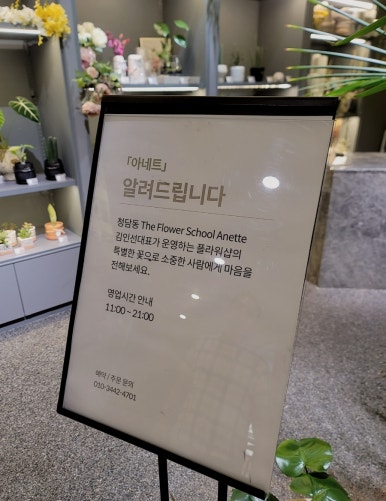 「아네트」
알려드립니다
청담동 The Flower School Anette
김민선대표가 운영하는 플라워샵의
특별한 꽃으로 소중한 사람에게 마음을
전해보세요.
영업시간 안내
11:00 ~ 21:00
예약 / 주문 문의
010-3442-4701